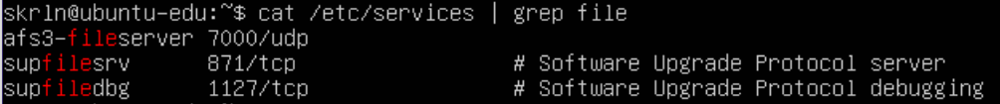 skrln@ubuntu-edu:~$ cat /etc/services | grep file
afs3-fileserver 7000/udp
supfilesrv 871/tcp # Software Upgrade Protocol server
supfiledbg 1127/tcp # Software Upgrade Protocol debugging